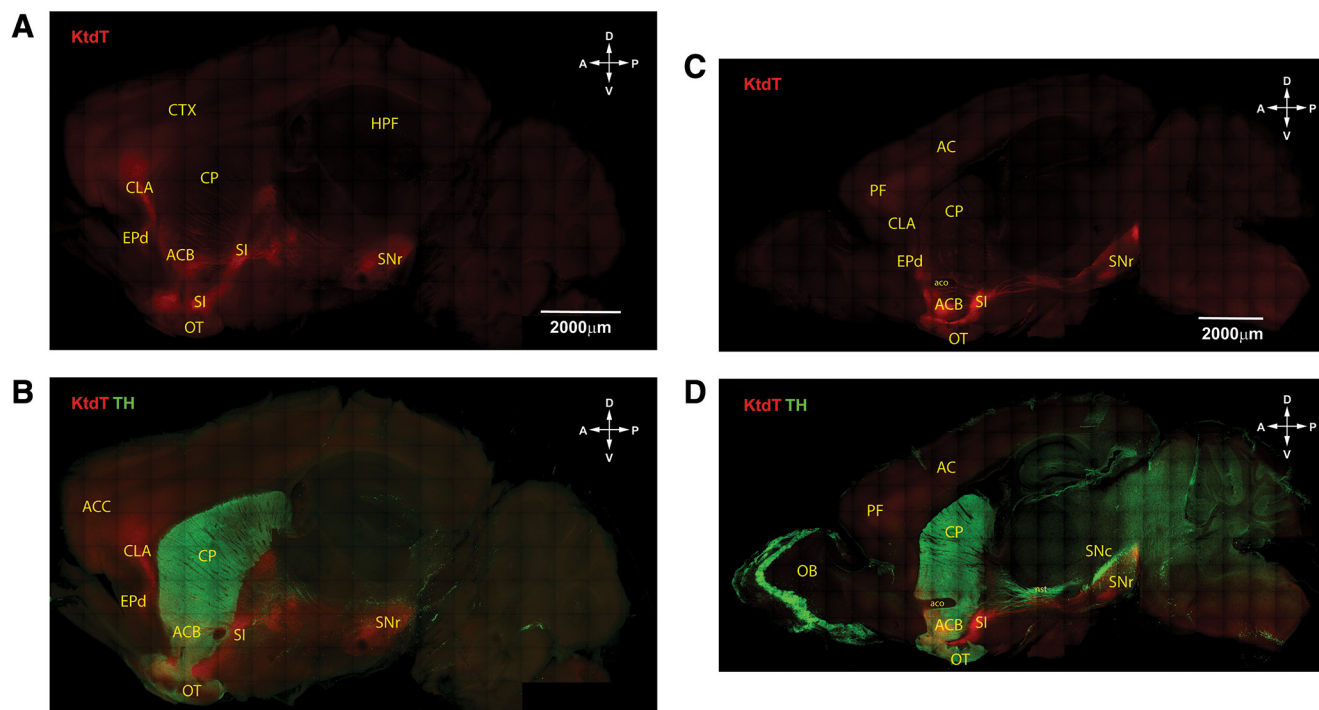 A
KtdT
D
A P
V
CTX
HPF
CP
CLA
EPd
ACB
SI
SNr
SI
OT
2000μm
B
KtdT TH
D
A P
V
ACC
CLA
CP
EPd
ACB
SI
SNr
OT
C
KtdT
D
A P
V
AC
PF
CP
CLA
EPd
SNr
aco
ACB
SI
OT
2000μm
D
KtdT TH
D
A P
V
AC
PF
CP
OB
SNc
SNr
nst
aco
ACB
SI
OT